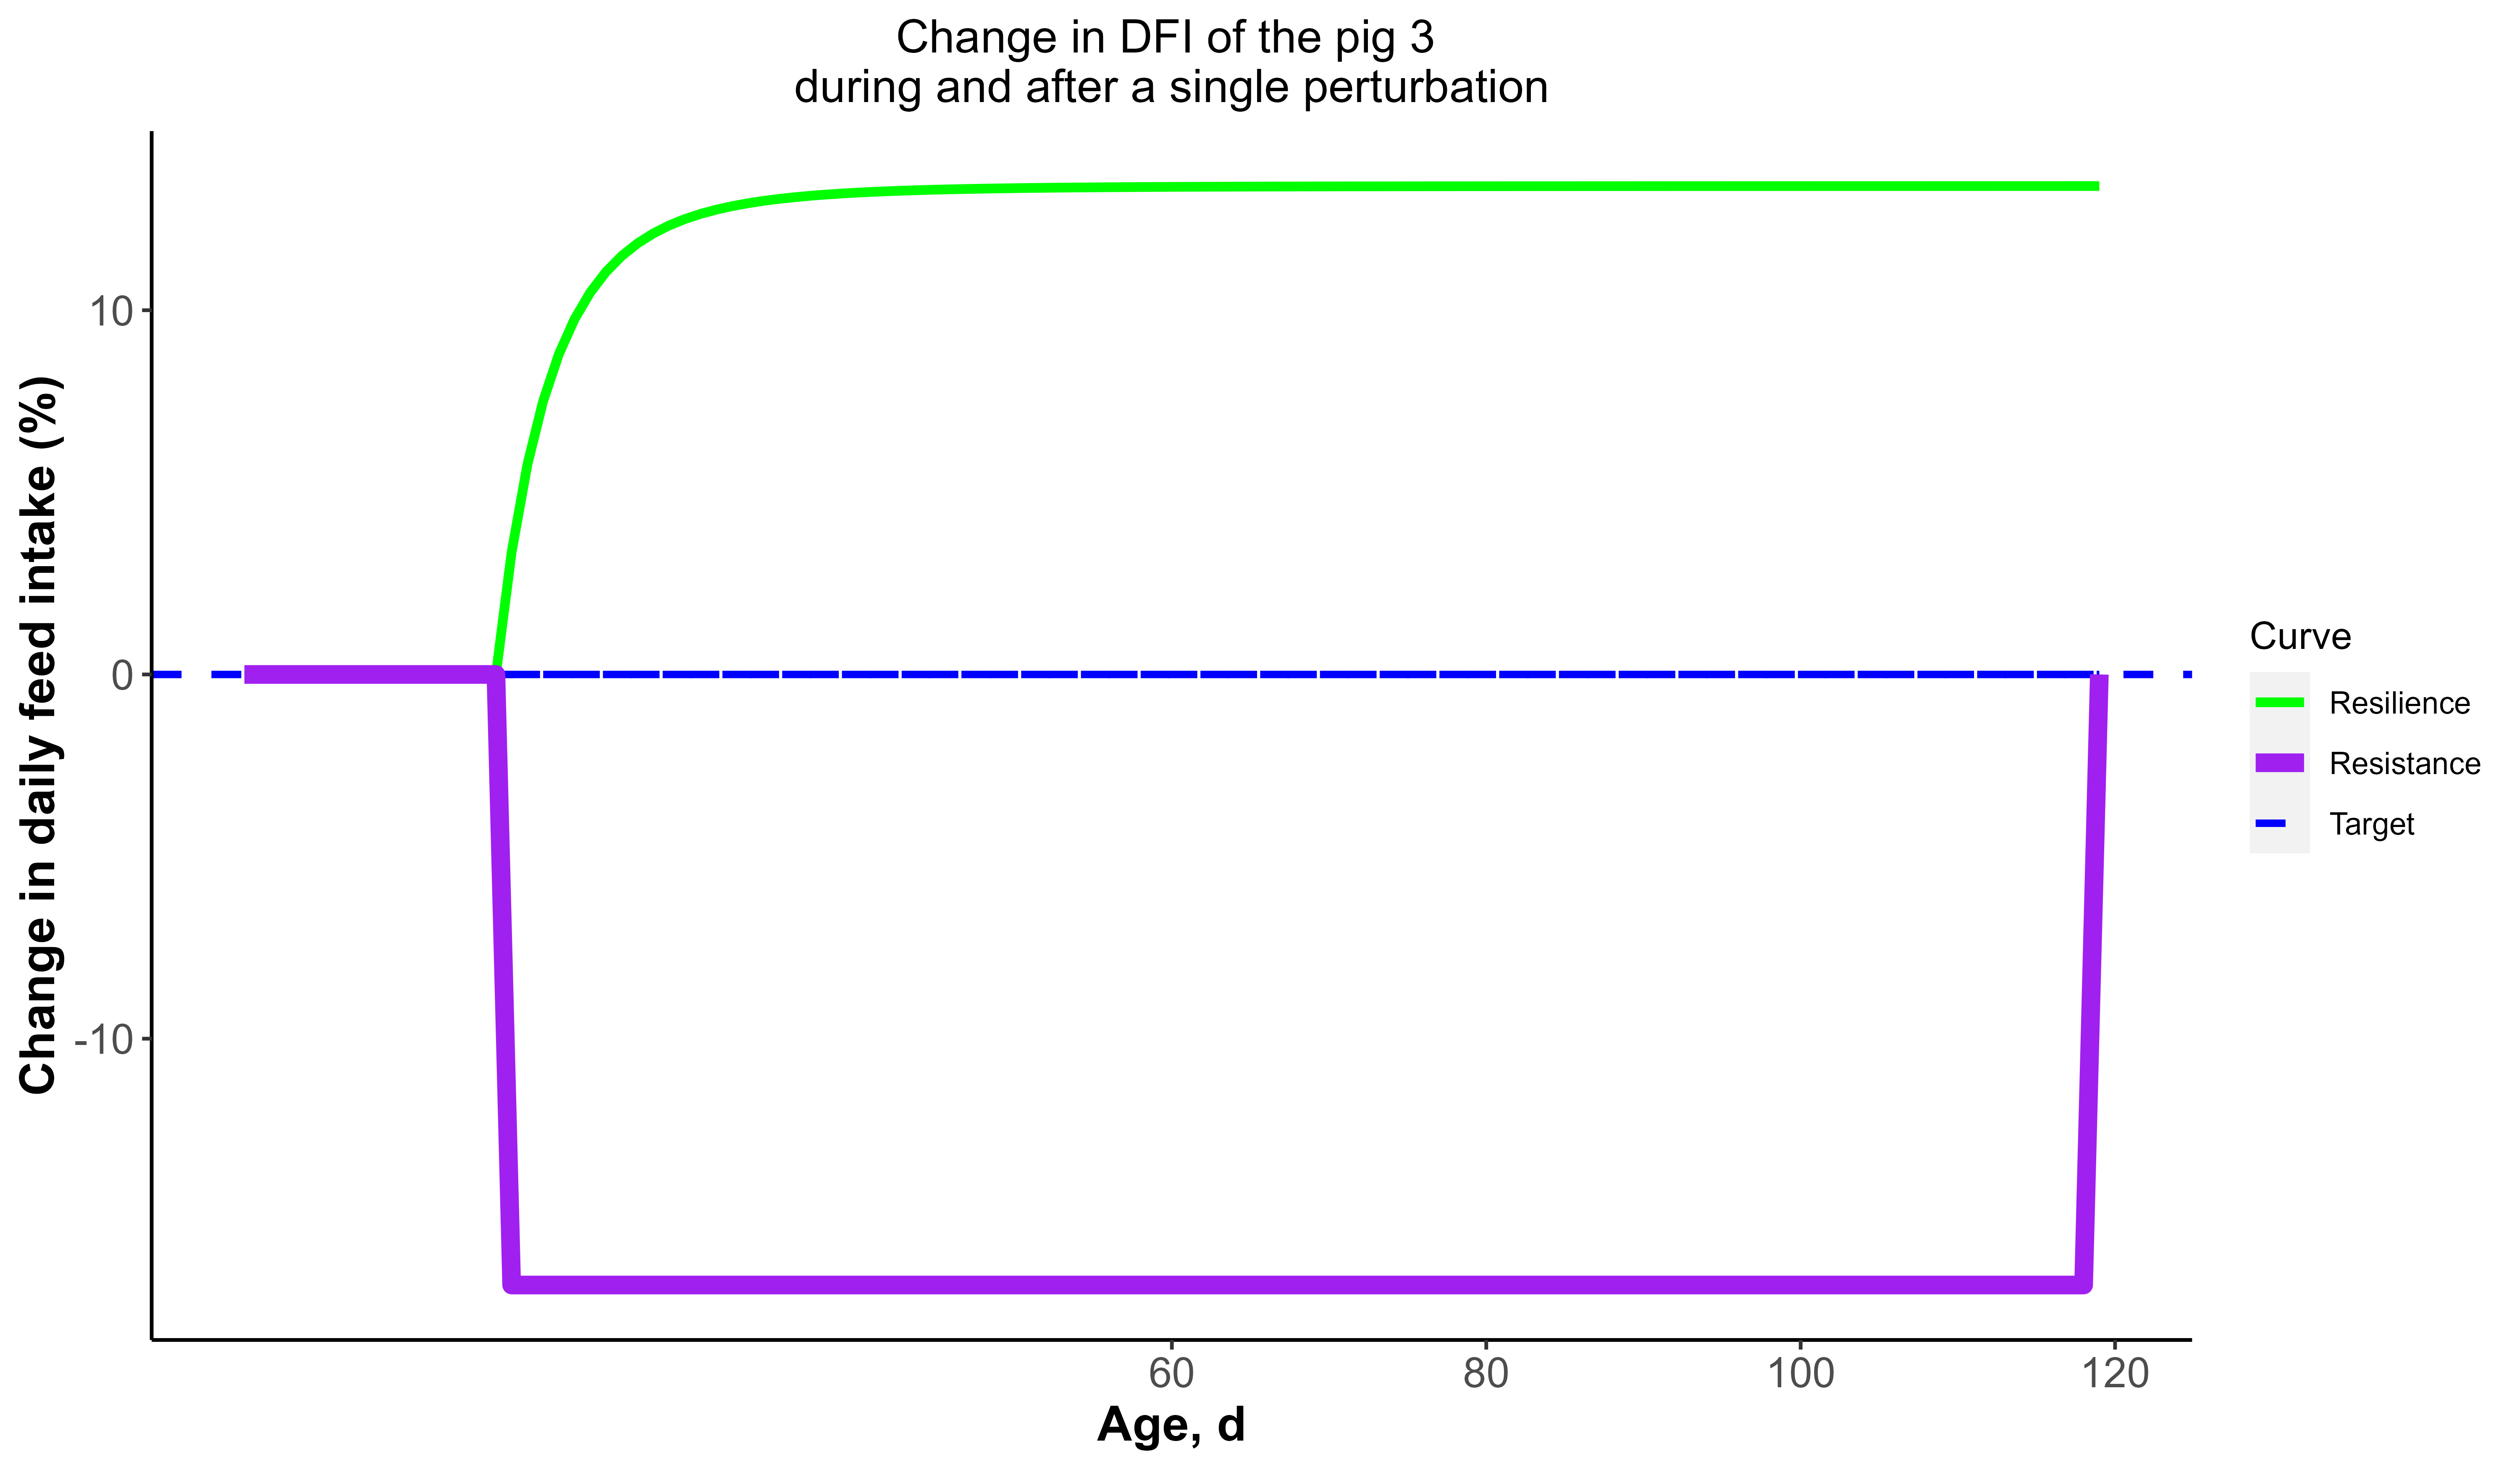 Change in DFI of the pig 3
during and after a single perturbation
Change in daily feed intake (%)
10
0
-10
60
80
100
120
Age, d
Curve
Resilience
Resistance
Target